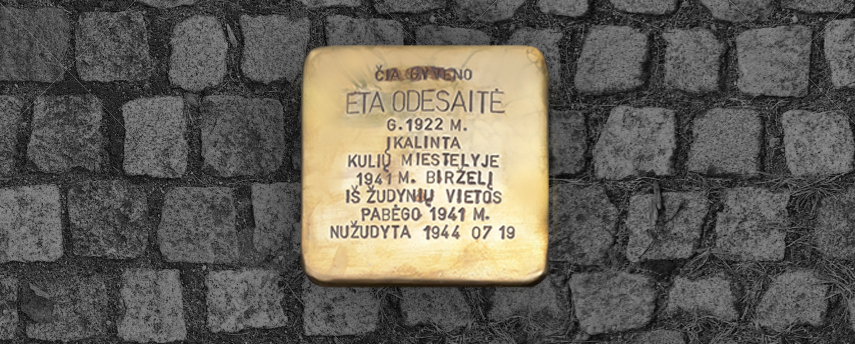 ČIA GYVENO
ETA ODESAITĖ
G.1922 M.
ĮKALINTA
KULIŲ MIESTELYJE
1941 M. BIRŽELĮ
IŠ ŽUDYNIŲ VIETOS
PABĖGO 1941 M.
NUŽUDYTA 1944 07 19